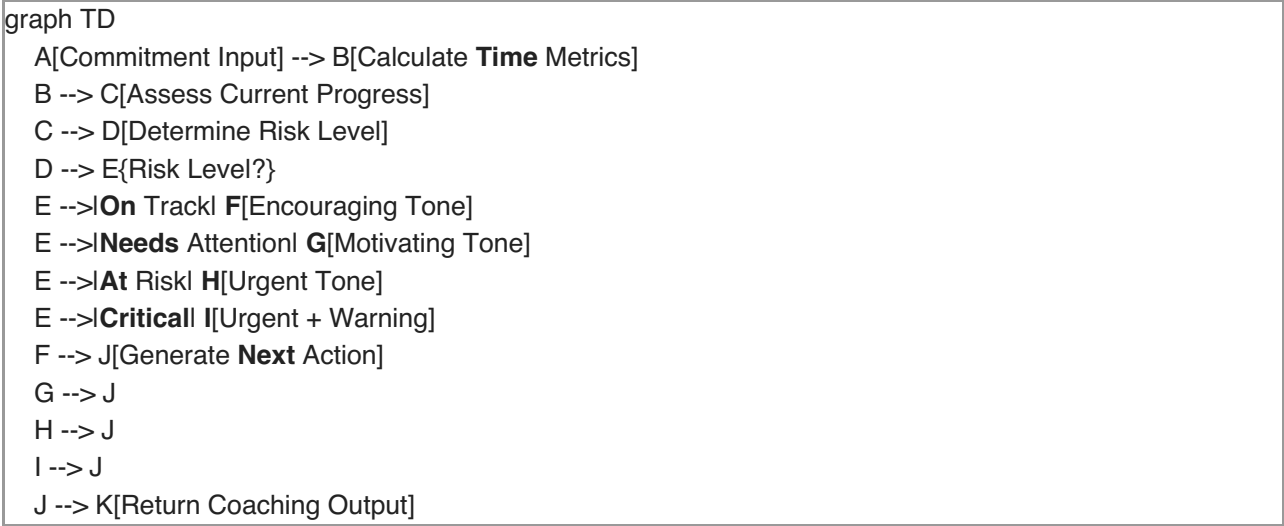 graph TD
A[Commitment Input] --> B[Calculate Time Metrics]
B --> C[Assess Current Progress]
C --> D[Determine Risk Level]
D --> E{Risk Level?}
E -->|On Track| F[Encouraging Tone]
E -->|Needs Attention| G[Motivating Tone]
E -->|At Risk| H[Urgent Tone]
E -->|Critical| I[Urgent + Warning]
F --> J[Generate Next Action]
G --> J
H --> J
I --> J
J --> K[Return Coaching Output]